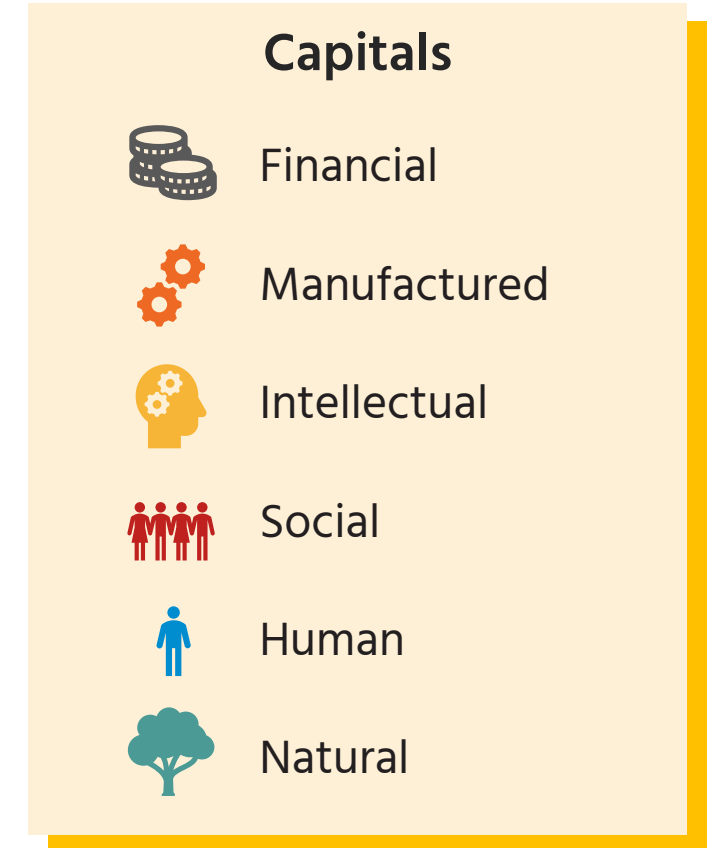 Capitals
Financial
Manufactured
Intellectual
Social
Human
Natural